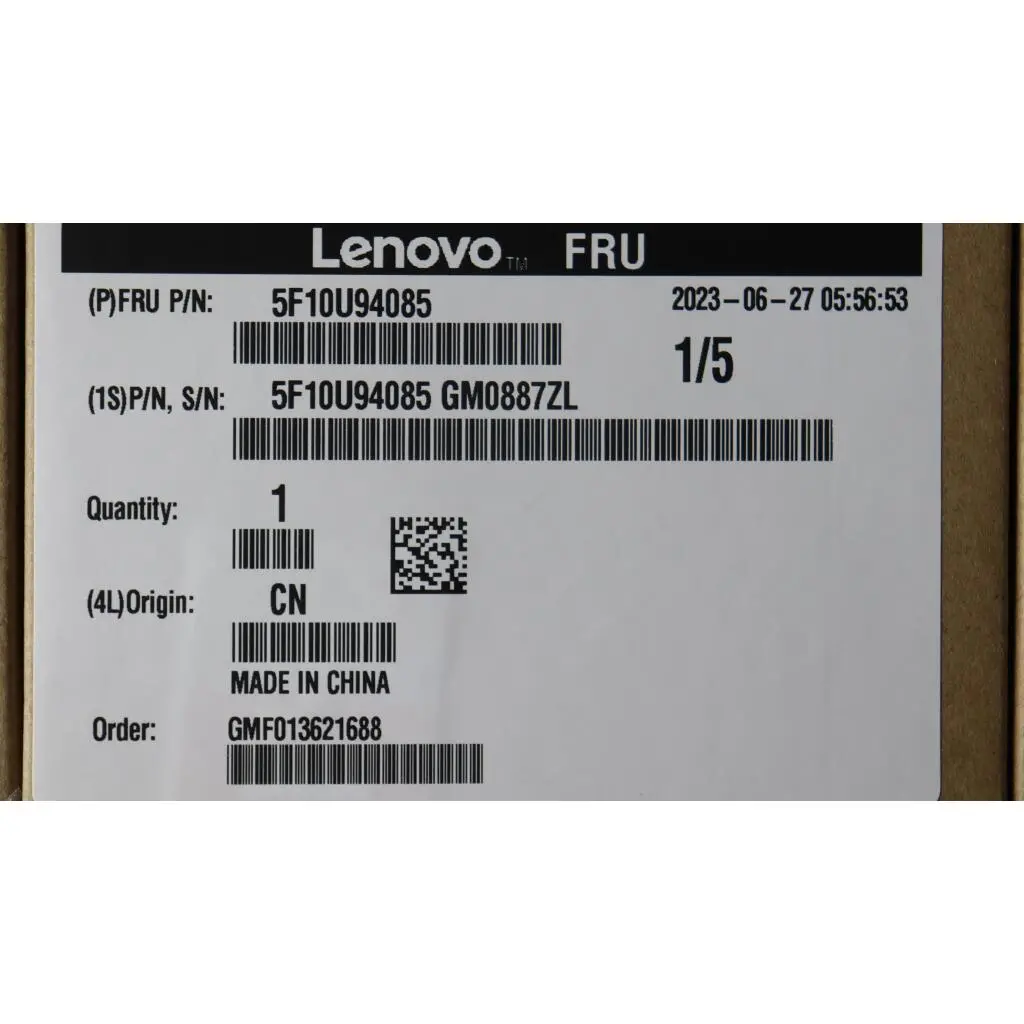 Lenovo™ FRU
(P)FRU P/N: 5F10U94085 2023-06-27 05:56:53
1/5
(1S)P/N, S/N: 5F10U94085 GM0887ZL
Quantity: 1
(4L)Origin: CN
MADE IN CHINA
Order: GMF013621688